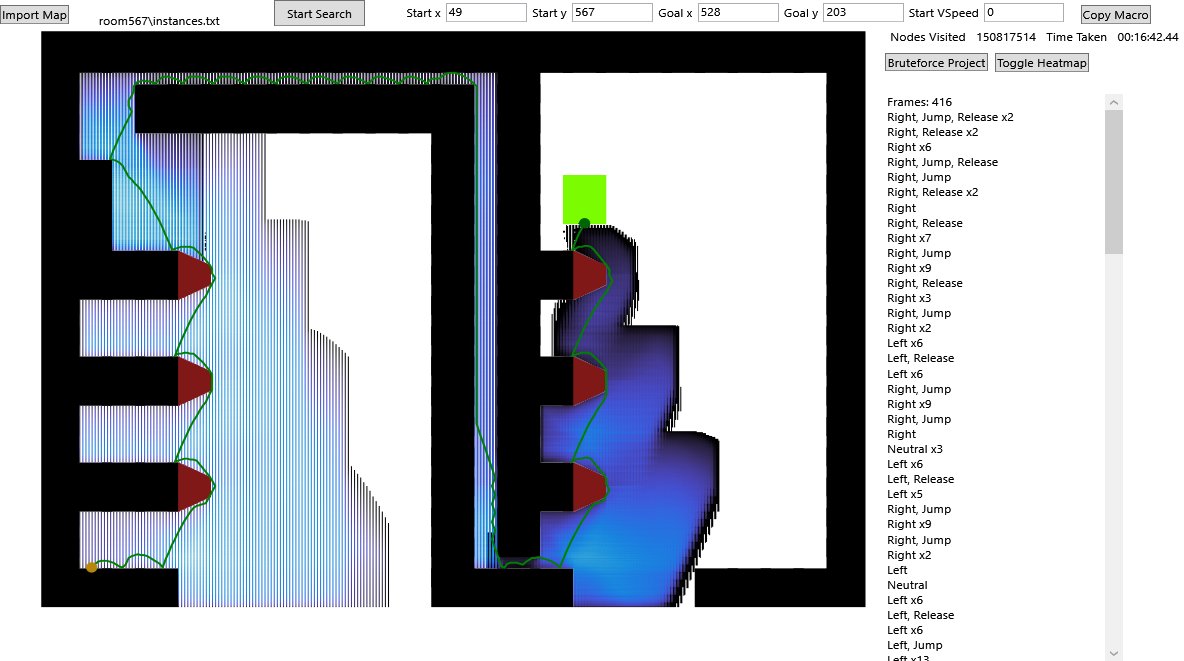 Import Map
room567\instances.txt
Start Search
Start x 49 Start y 567 Goal x 528 Goal y 203 Start VSpeed 0
Copy Macro
Nodes Visited 150817514 Time Taken 00:16:42.44
Bruteforce Project Toggle Heatmap
Frames: 416
Right, Jump, Release x2
Right, Release x2
Right x6
Right, Jump, Release
Right, Jump
Right, Release x2
Right
Right, Release
Right x7
Right, Jump
Right x9
Right, Release
Right x3
Right, Jump
Right x2
Left x6
Left, Release
Left x6
Right, Jump
Right x9
Right, Jump
Right
Neutral x3
Left x6
Left, Release
Left x5
Right, Jump
Right x9
Right, Jump
Right x2
Left
Neutral
Left x6
Left, Release
Left x6
Left, Jump
Left x13